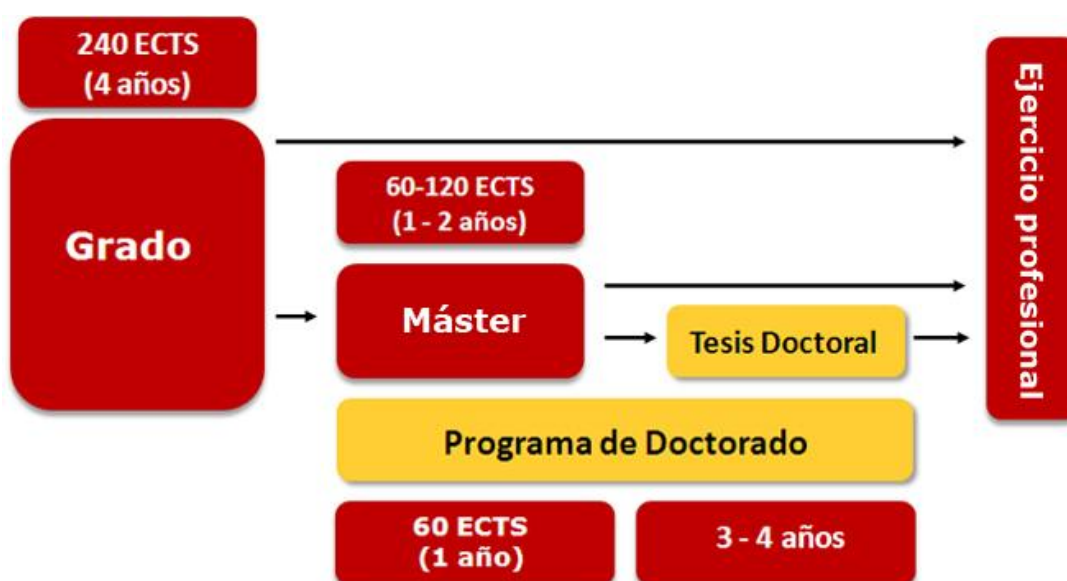 240 ECTS
(4 años)
Grado
60-120 ECTS
(1 - 2 años)
Máster
Tesis Doctoral
Programa de Doctorado
60 ECTS
(1 año)
3 - 4 años
Ejercicio profesional